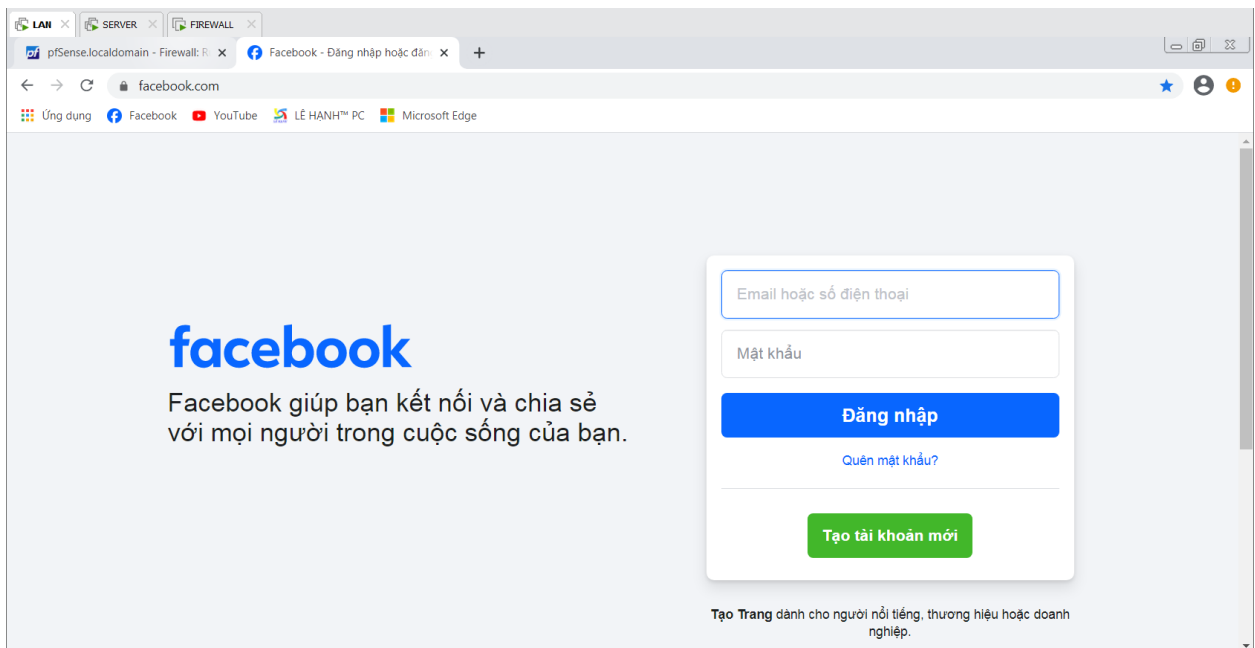 LAN
SERVER
FIREWALL
pfSense.localdomain - Firewall: R
Facebook - Đăng nhập hoặc đăn
facebook.com
Ứng dụng
Facebook
YouTube
LÊ HẠNH™ PC
Microsoft Edge
facebook
Facebook giúp bạn kết nối và chia sẻ
với mọi người trong cuộc sống của bạn.
Email hoặc số điện thoại
Mật khẩu
Đăng nhập
Quên mật khẩu?
Tạo tài khoản mới
Tạo Trang dành cho người nổi tiếng, thương hiệu hoặc doanh
nghiệp.